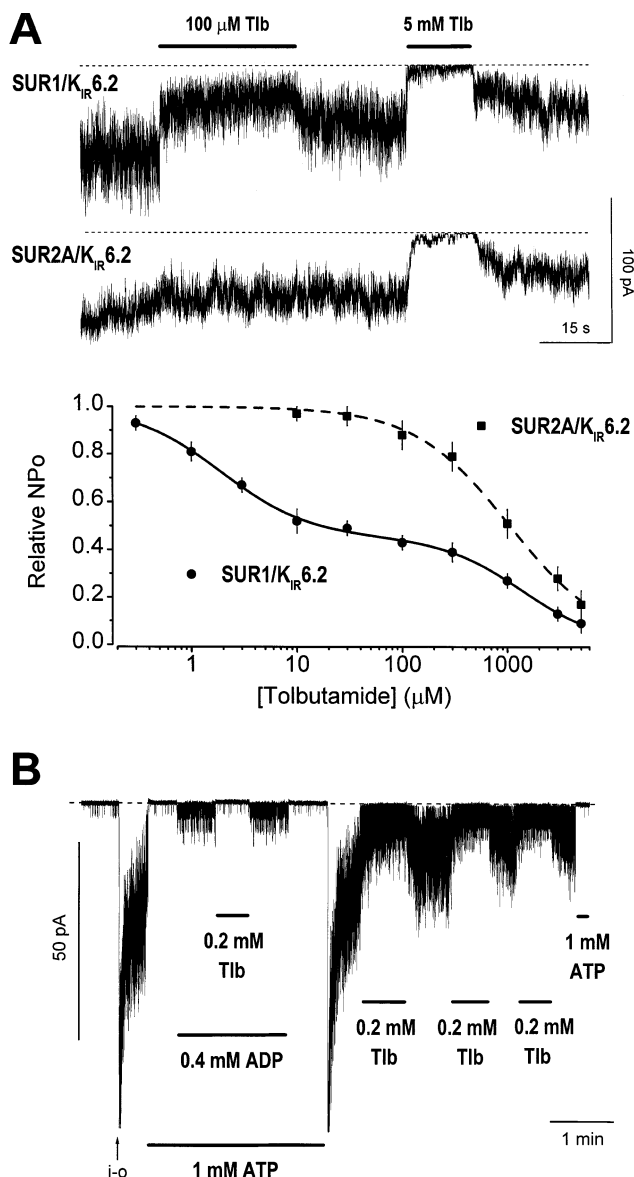 A
100 μM Tlb
5 mM Tlb
SUR1/KIR6.2
SUR2A/KIR6.2
100 pA
15 s
1.0
0.8
0.6
0.4
0.2
0.0
Relative NPo
SUR2A/KIR6.2
SUR1/KIR6.2
1
10
100
1000
[Tolbutamide] (μM)
B
50 pA
0.2 mM
Tlb
1 mM
ATP
0.2 mM
Tlb
0.2 mM
Tlb
0.2 mM
Tlb
0.4 mM ADP
1 min
i-o
1 mM ATP